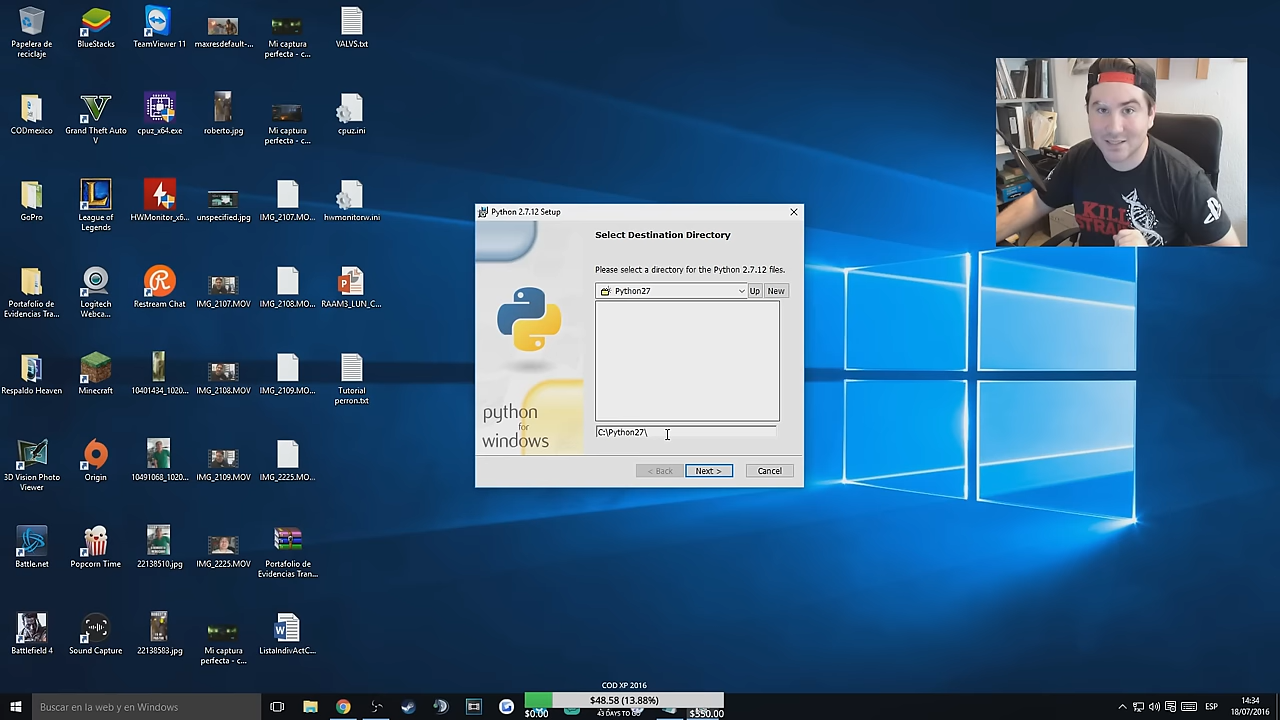 Papelera de
reciclaje
BlueStacks
TeamViewer 11
maxresdefault-...
Mi captura
perfecta - c...
VALVS.txt
CODmexico
Grand Theft Auto
V
cpuz_x64.exe
roberto.jpg
Mi captura
perfecta - c...
cpuz.ini
GoPro
League of
Legends
HWMonitor_x6...
unspecified.jpg
IMG_2107.MO...
hwmonitorw.ini
Portafolio de
Evidencias Tra...
Logitech
Webca...
Restream Chat
IMG_2107.MOV
IMG_2108.MO...
RAAM3_LUN_C...
Respaldo Heaven
Minecraft
10401434_1020...
IMG_2108.MOV
IMG_2109.MO...
Tutorial
perron.txt
3D Vision Photo
Viewer
Origin
10491068_1020...
IMG_2109.MOV
IMG_2225.MO...
Battle.net
Popcorn Time
22138510.jpg
IMG_2225.MOV
Portafolio de
Evidencias Tran...
Battlefield 4
Sound Capture
22138583.jpg
Mi captura
perfecta - c...
ListaIndivActC...
Python 2.7.12 Setup
Select Destination Directory
Please select a directory for the Python 2.7.12 files.
Python27
Up
New
C:\Python27\
python
for
windows
< Back
Next >
Cancel
KILL
COD XP 2016
$48.58 (13.88%)
$0.00
43 DAYS TO GO
$350.00
Buscar en la web y en Windows
ESP
14:34
18/07/2016